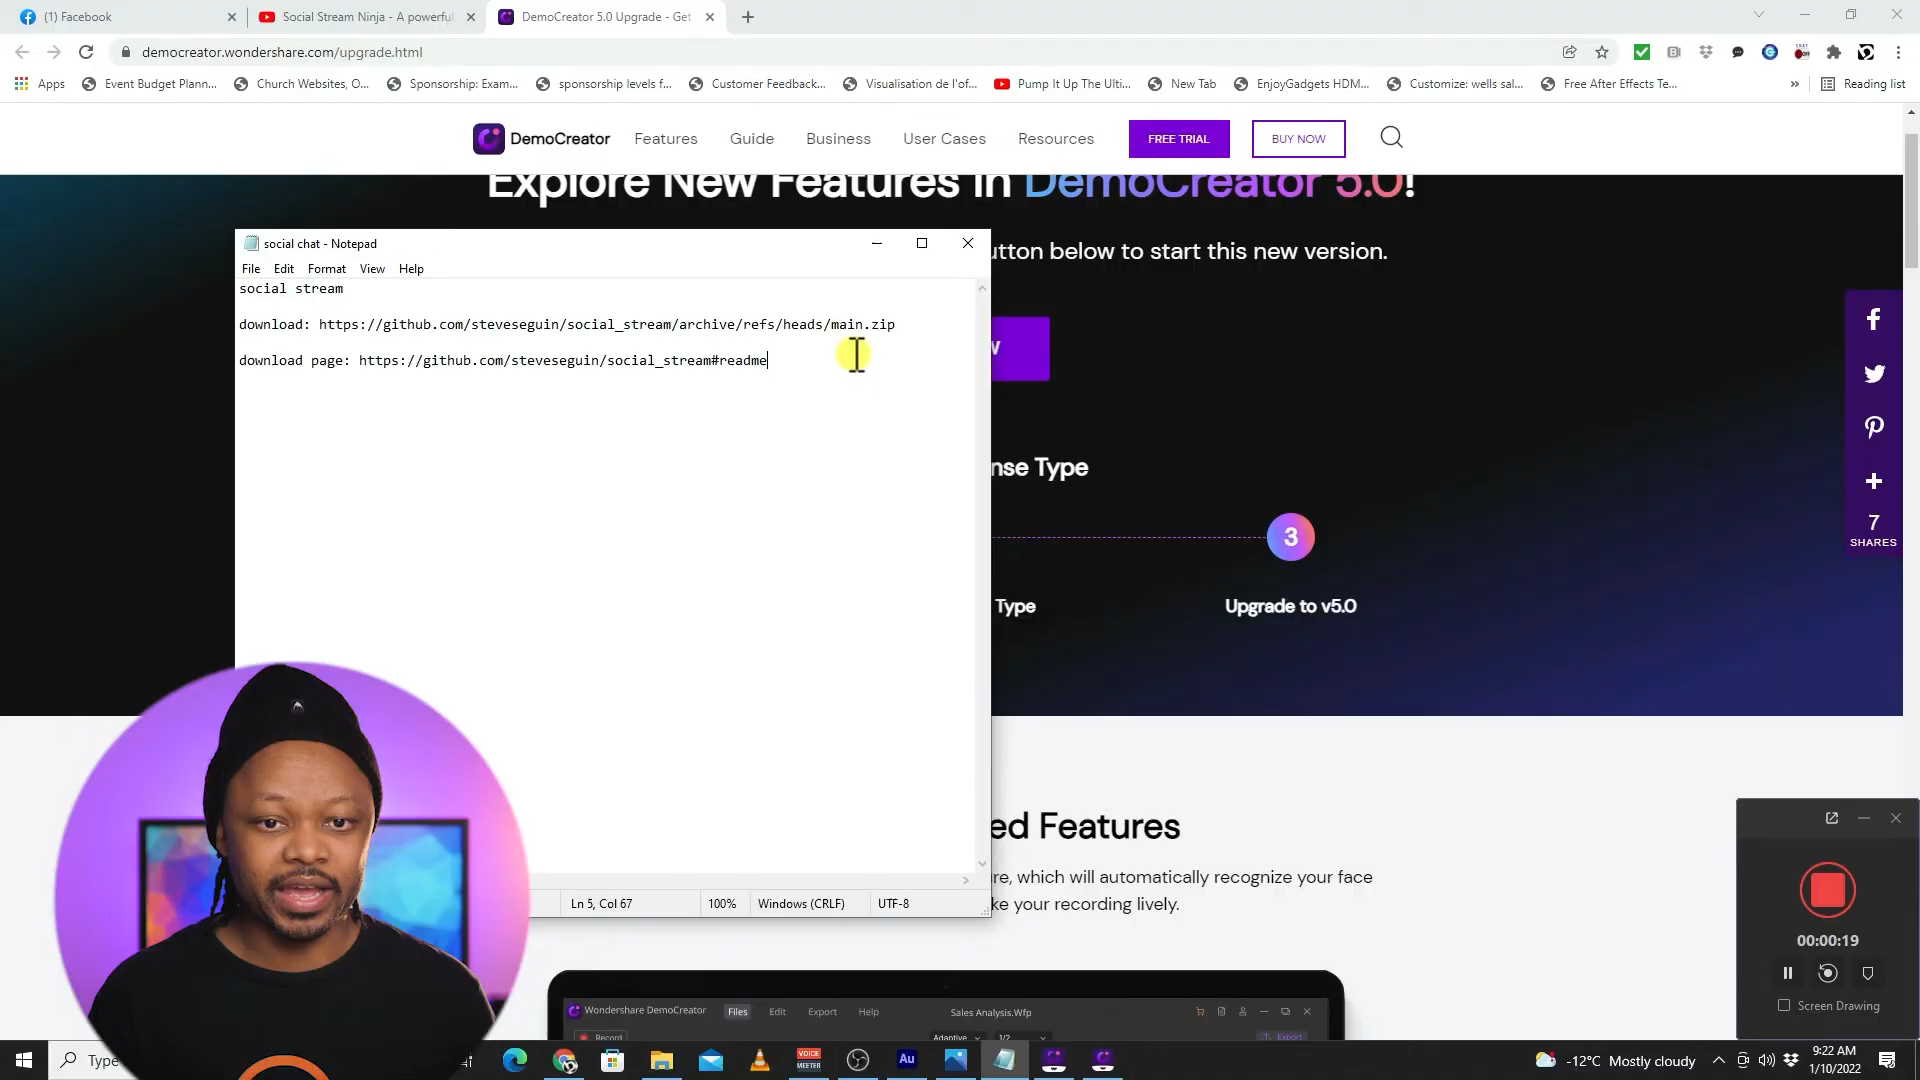 (1) Facebook
Social Stream Ninja - A powerful
DemoCreator 5.0 Upgrade - Get
democreator.wondershare.com/upgrade.html
Apps
Event Budget Plann...
Church Websites, O...
Sponsorship: Exam...
sponsorship levels f...
Customer Feedback...
Visualisation de l'of...
Pump It Up The Ulti...
New Tab
EnjoyGadgets HDM...
Customize: wells sal...
Free After Effects Te...
»
Reading list
DemoCreator
Features
Guide
Business
User Cases
Resources
FREE TRIAL
BUY NOW
Explore New Features in DemoCreator 5.0!
utton below to start this new version.
W
nse Type
3
Type
Upgrade to v5.0
7
SHARES
social chat - Notepad
File Edit Format View Help
social stream
download: https://github.com/steveseguin/social_stream/archive/refs/heads/main.zip
download page: https://github.com/steveseguin/social_stream#readme
Ln 5, Col 67
100%
Windows (CRLF)
UTF-8
ed Features
re, which will automatically recognize your face
ke your recording lively.
Wondershare DemoCreator
Files
Edit
Export
Help
Sales Analysis.Wfp
Record
Adaptive
1/2
Export
00:00:19
Screen Drawing
Type
VOICE
MEETER
Au
-12°C Mostly cloudy
9:22 AM
1/10/2022